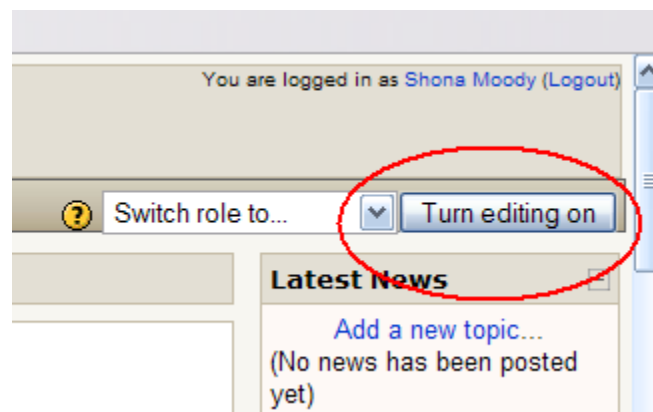 You are logged in as Shona Moody (Logout)
? Switch role to... Turn editing on
Latest News
Add a new topic...
(No news has been posted
yet)